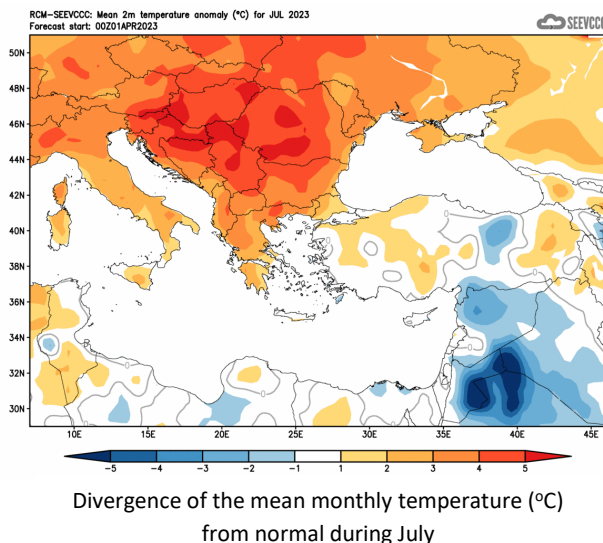 RCM-SEEVCCC: Mean 2m temperature anomaly (°C) for JUL 2023
Forecast start: 00Z01APR2023
SEEVCCC
50N
48N
46N
44N
42N
40N
38N
36N
34N
32N
30N
10E 15E 20E 25E 30E 35E 40E 45E
-5 -4 -3 -2 -1 1 2 3 4 5
Divergence of the mean monthly temperature (°C)
from normal during July